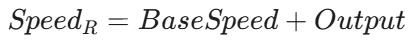 Speed_R = BaseSpeed + Output